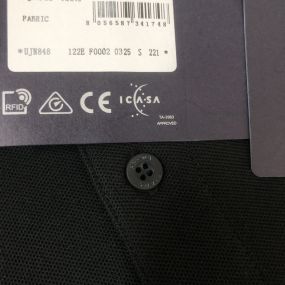 FABRIC
8 056587 341748
*UJN848 122E F0002 0325 S 221 *
RFID CE ICASA
TA-2003
APPROVED